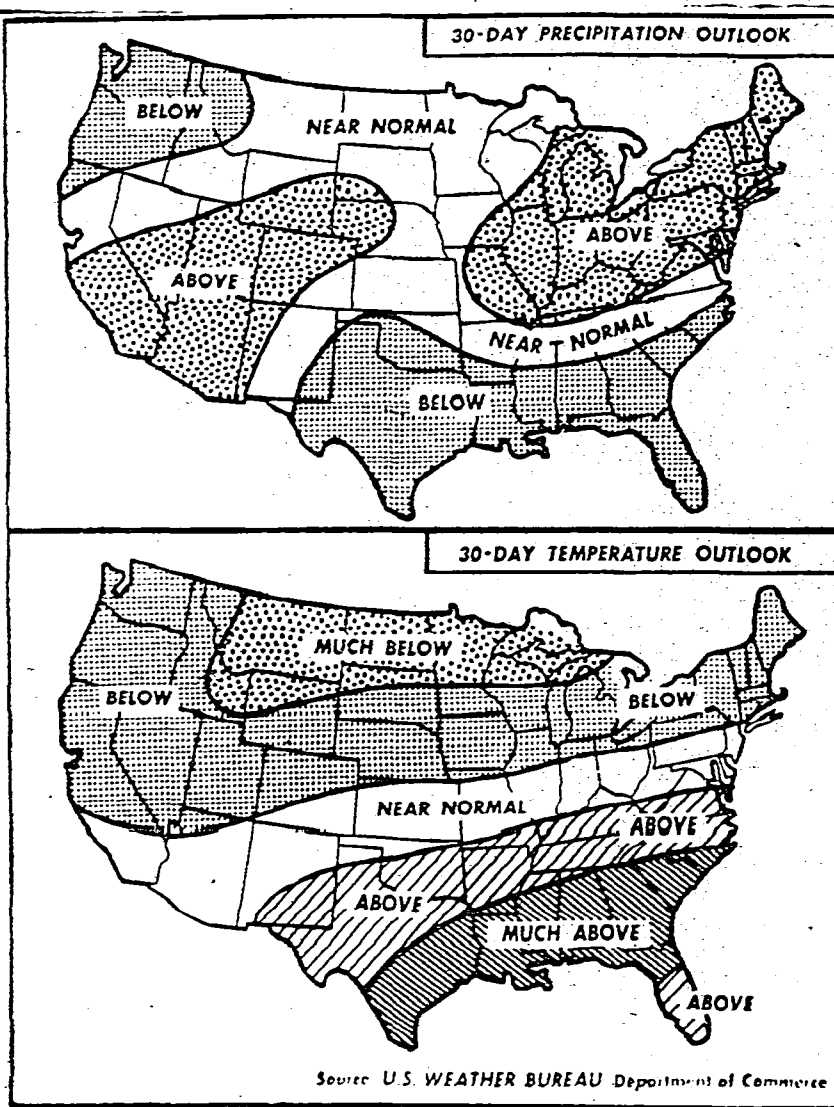 30-DAY PRECIPITATION OUTLOOK
BELOW
NEAR NORMAL
ABOVE
ABOVE
NEAR - NORMAL
BELOW
30-DAY TEMPERATURE OUTLOOK
MUCH BELOW
BELOW
BELOW
NEAR NORMAL
ABOVE
ABOVE
MUCH ABOVE
ABOVE
Source U.S. WEATHER BUREAU Department of Commerce